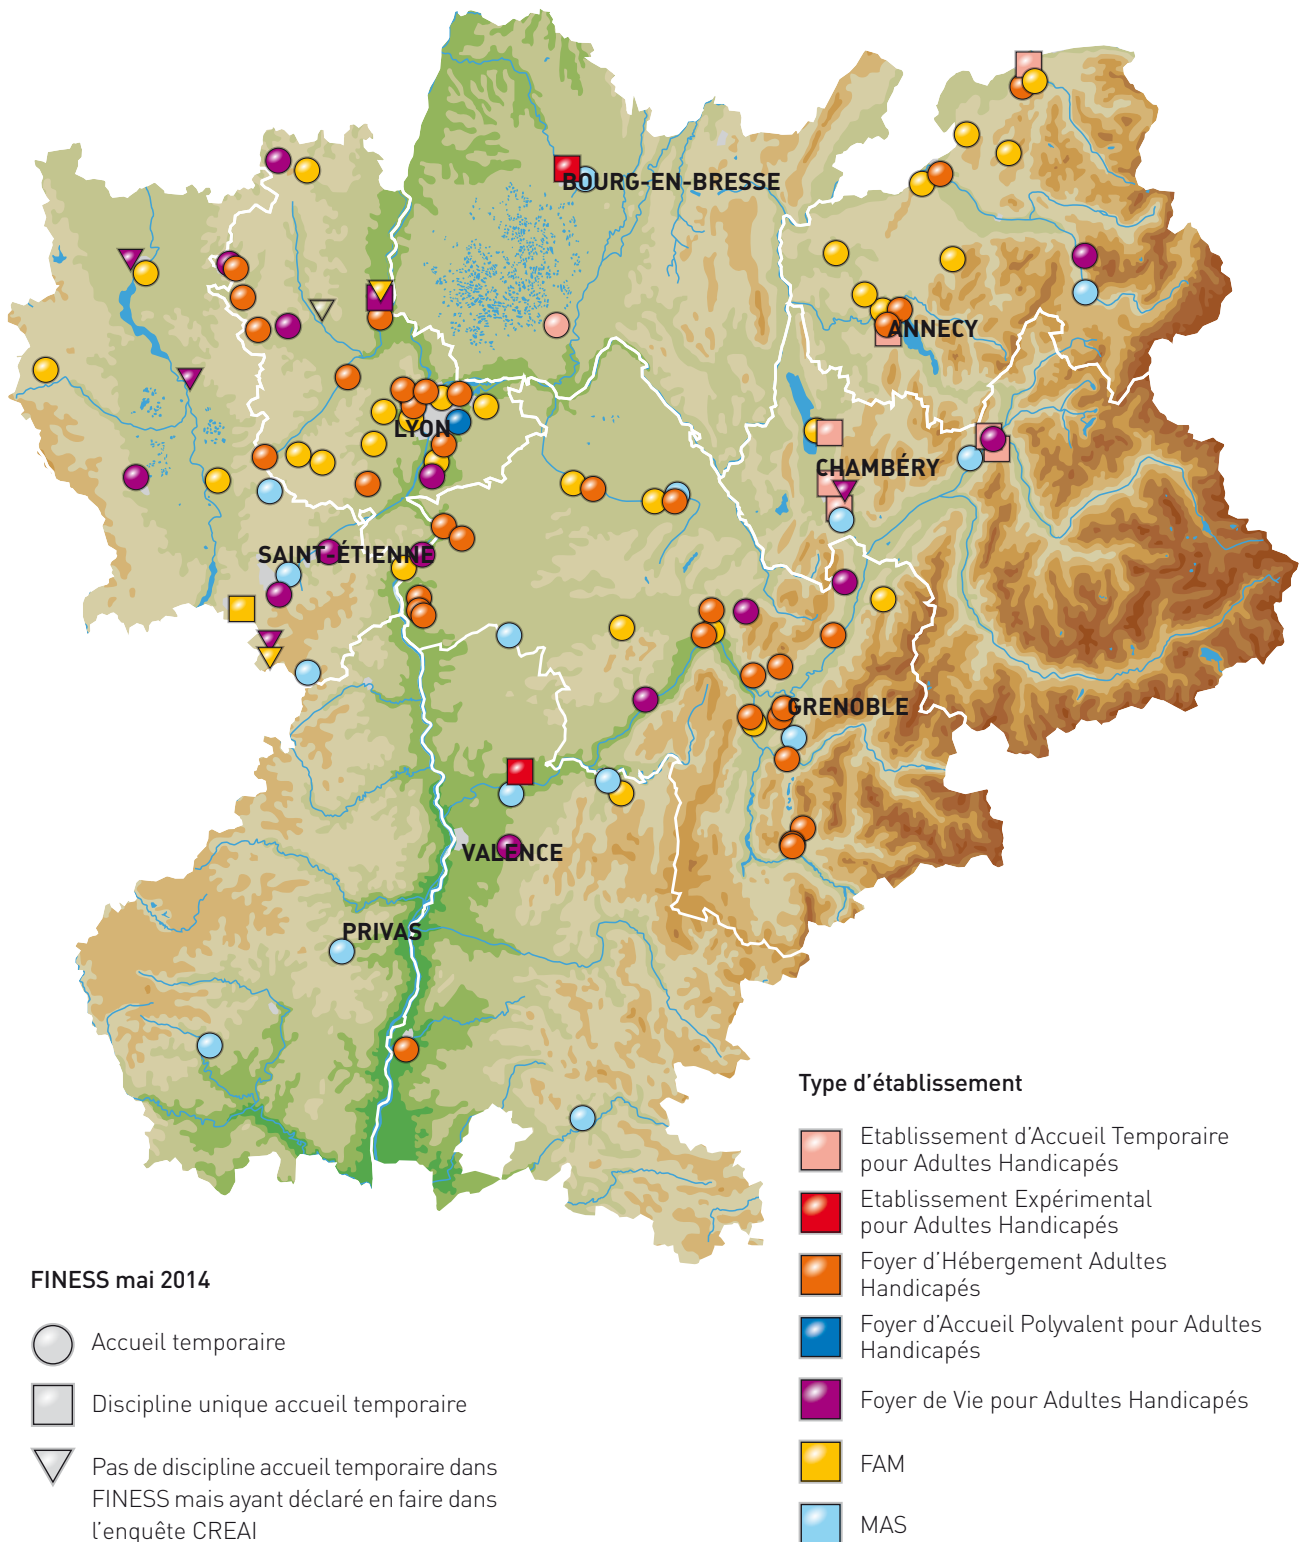 BOURG-EN-BRESSE
ANNECY
LYON
CHAMBÉRY
SAINT-ÉTIENNE
GRENOBLE
VALENCE
PRIVAS
Type d'établissement
Etablissement d'Accueil Temporaire
pour Adultes Handicapés
Etablissement Expérimental
pour Adultes Handicapés
Foyer d'Hébergement Adultes
Handicapés
Foyer d'Accueil Polyvalent pour Adultes
Handicapés
Foyer de Vie pour Adultes Handicapés
FAM
MAS
FINESS mai 2014
Accueil temporaire
Discipline unique accueil temporaire
Pas de discipline accueil temporaire dans
FINESS mais ayant déclaré en faire dans
l'enquête CREAI